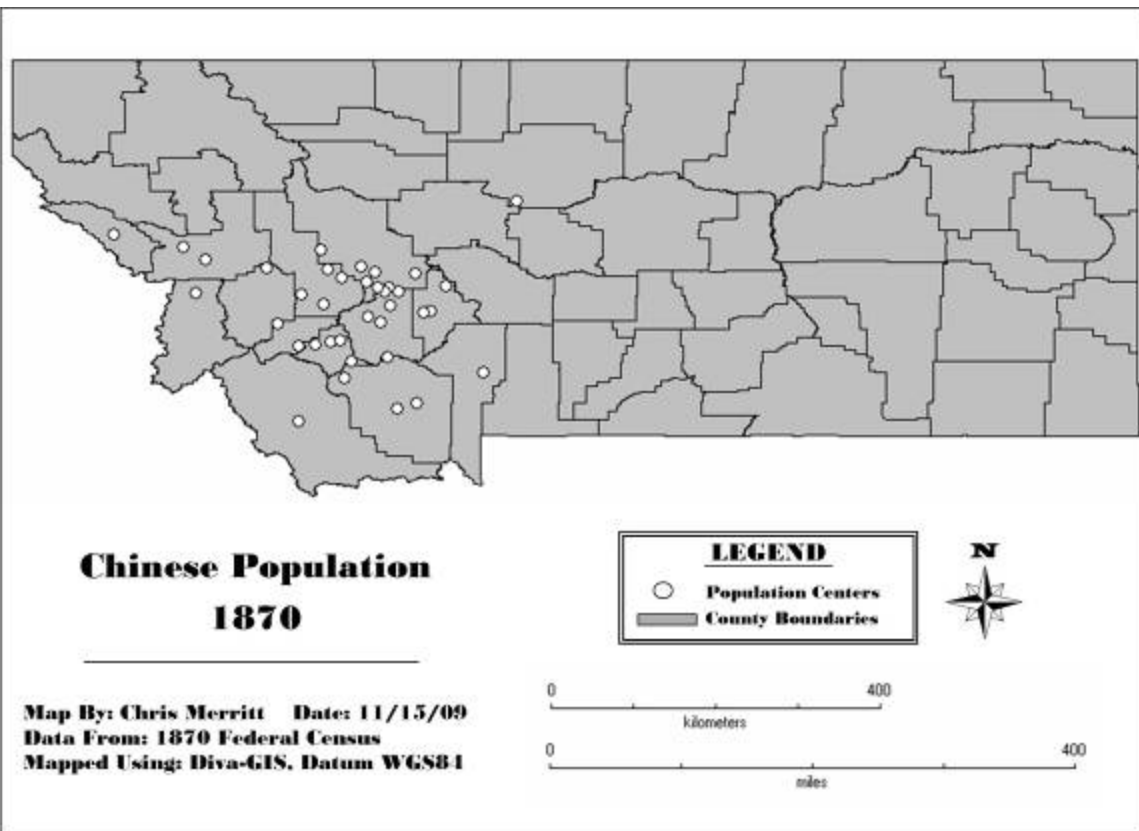 Chinese Population
1870
Map By: Chris Merritt Date: 11/15/09
Data From: 1870 Federal Census
Mapped Using: Diva-GIS, Datum WGS84
LEGEND
Population Centers
County Boundaries
N
0 400
kilometers
0 400
miles